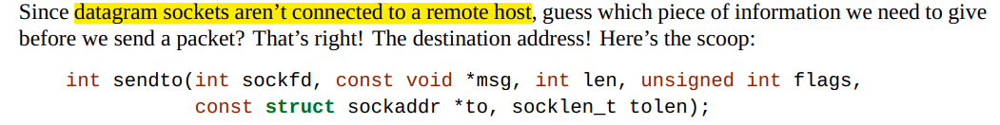 Since datagram sockets aren’t connected to a remote host, guess which piece of information we need to give
before we send a packet? That’s right! The destination address! Here’s the scoop:
int sendto(int sockfd, const void *msg, int len, unsigned int flags,
const struct sockaddr *to, socklen_t tolen);